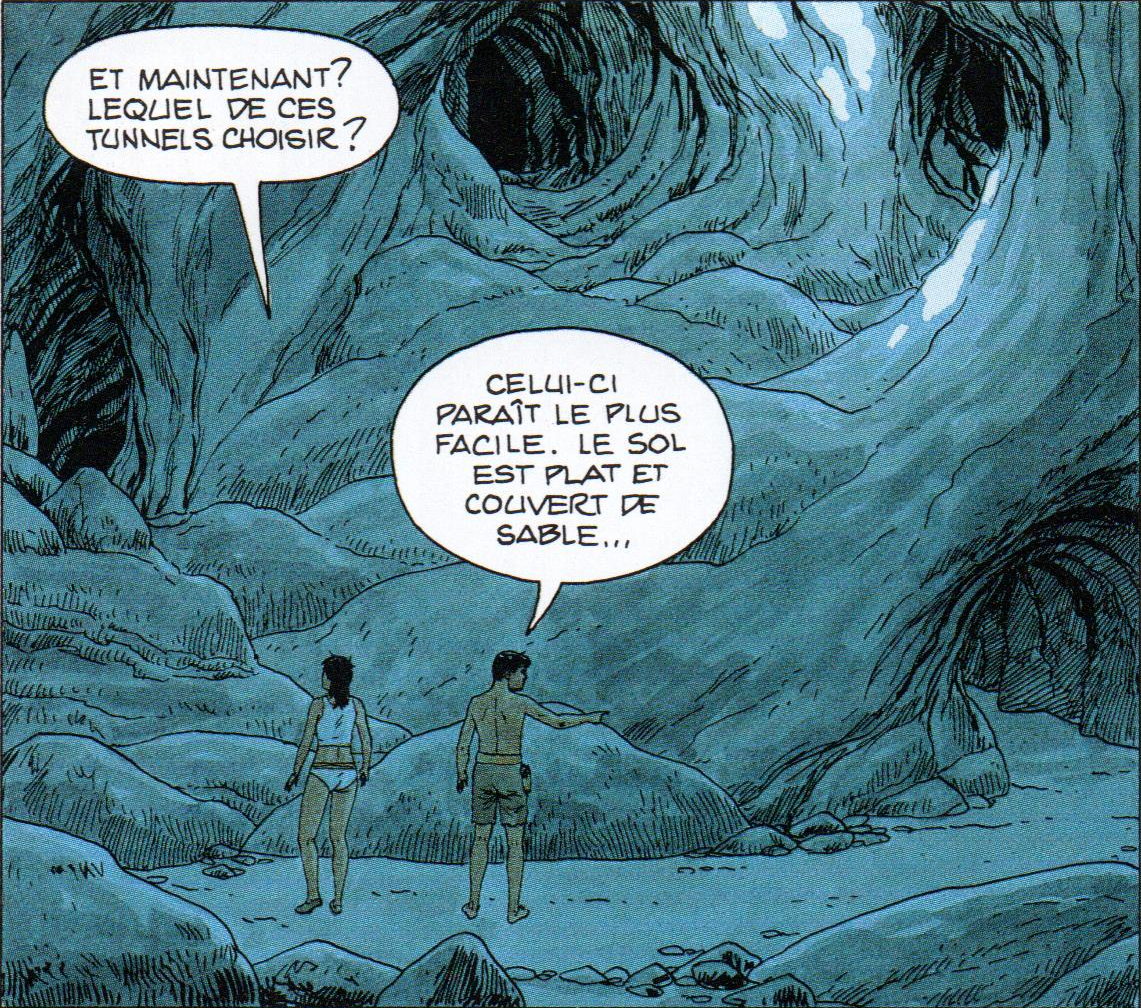 ET MAINTENANT?
LEQUEL DE CES
TUNNELS CHOISIR?
CELUI-CI
PARAÎT LE PLUS
FACILE. LE SOL
EST PLAT ET
COUVERT DE
SABLE...